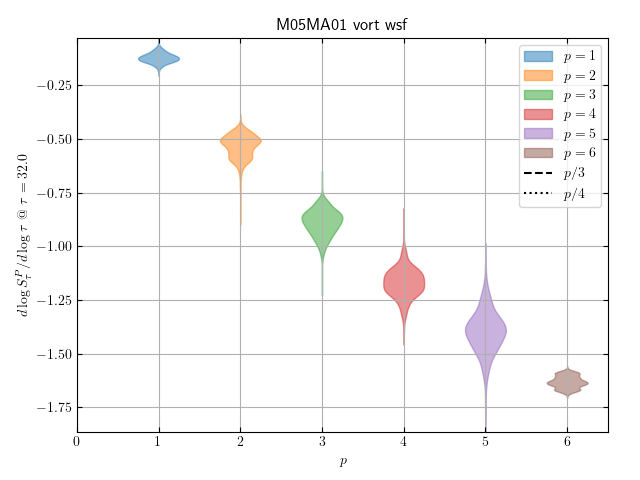 M05MA01 vort wsf
d log S_τ^P / d log τ @ τ = 32.0
−0.25
−0.50
−0.75
−1.00
−1.25
−1.50
−1.75
p = 1
p = 2
p = 3
p = 4
p = 5
p = 6
p/3
p/4
0 1 2 3 4 5 6
p